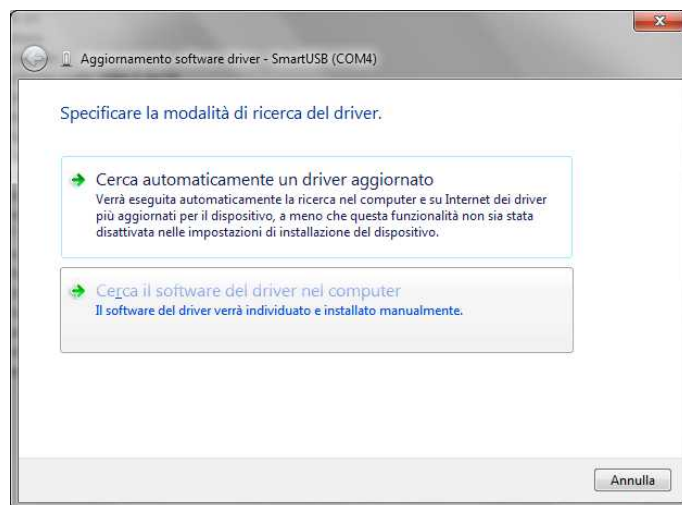 Aggiornamento software driver - SmartUSB (COM4)
Specificare la modalità di ricerca del driver.
Cerca automaticamente un driver aggiornato
Verrà eseguita automaticamente la ricerca nel computer e su Internet dei driver
più aggiornati per il dispositivo, a meno che questa funzionalità non sia stata
disattivata nelle impostazioni di installazione del dispositivo.
Cerca il software del driver nel computer
Il software del driver verrà individuato e installato manualmente.
Annulla